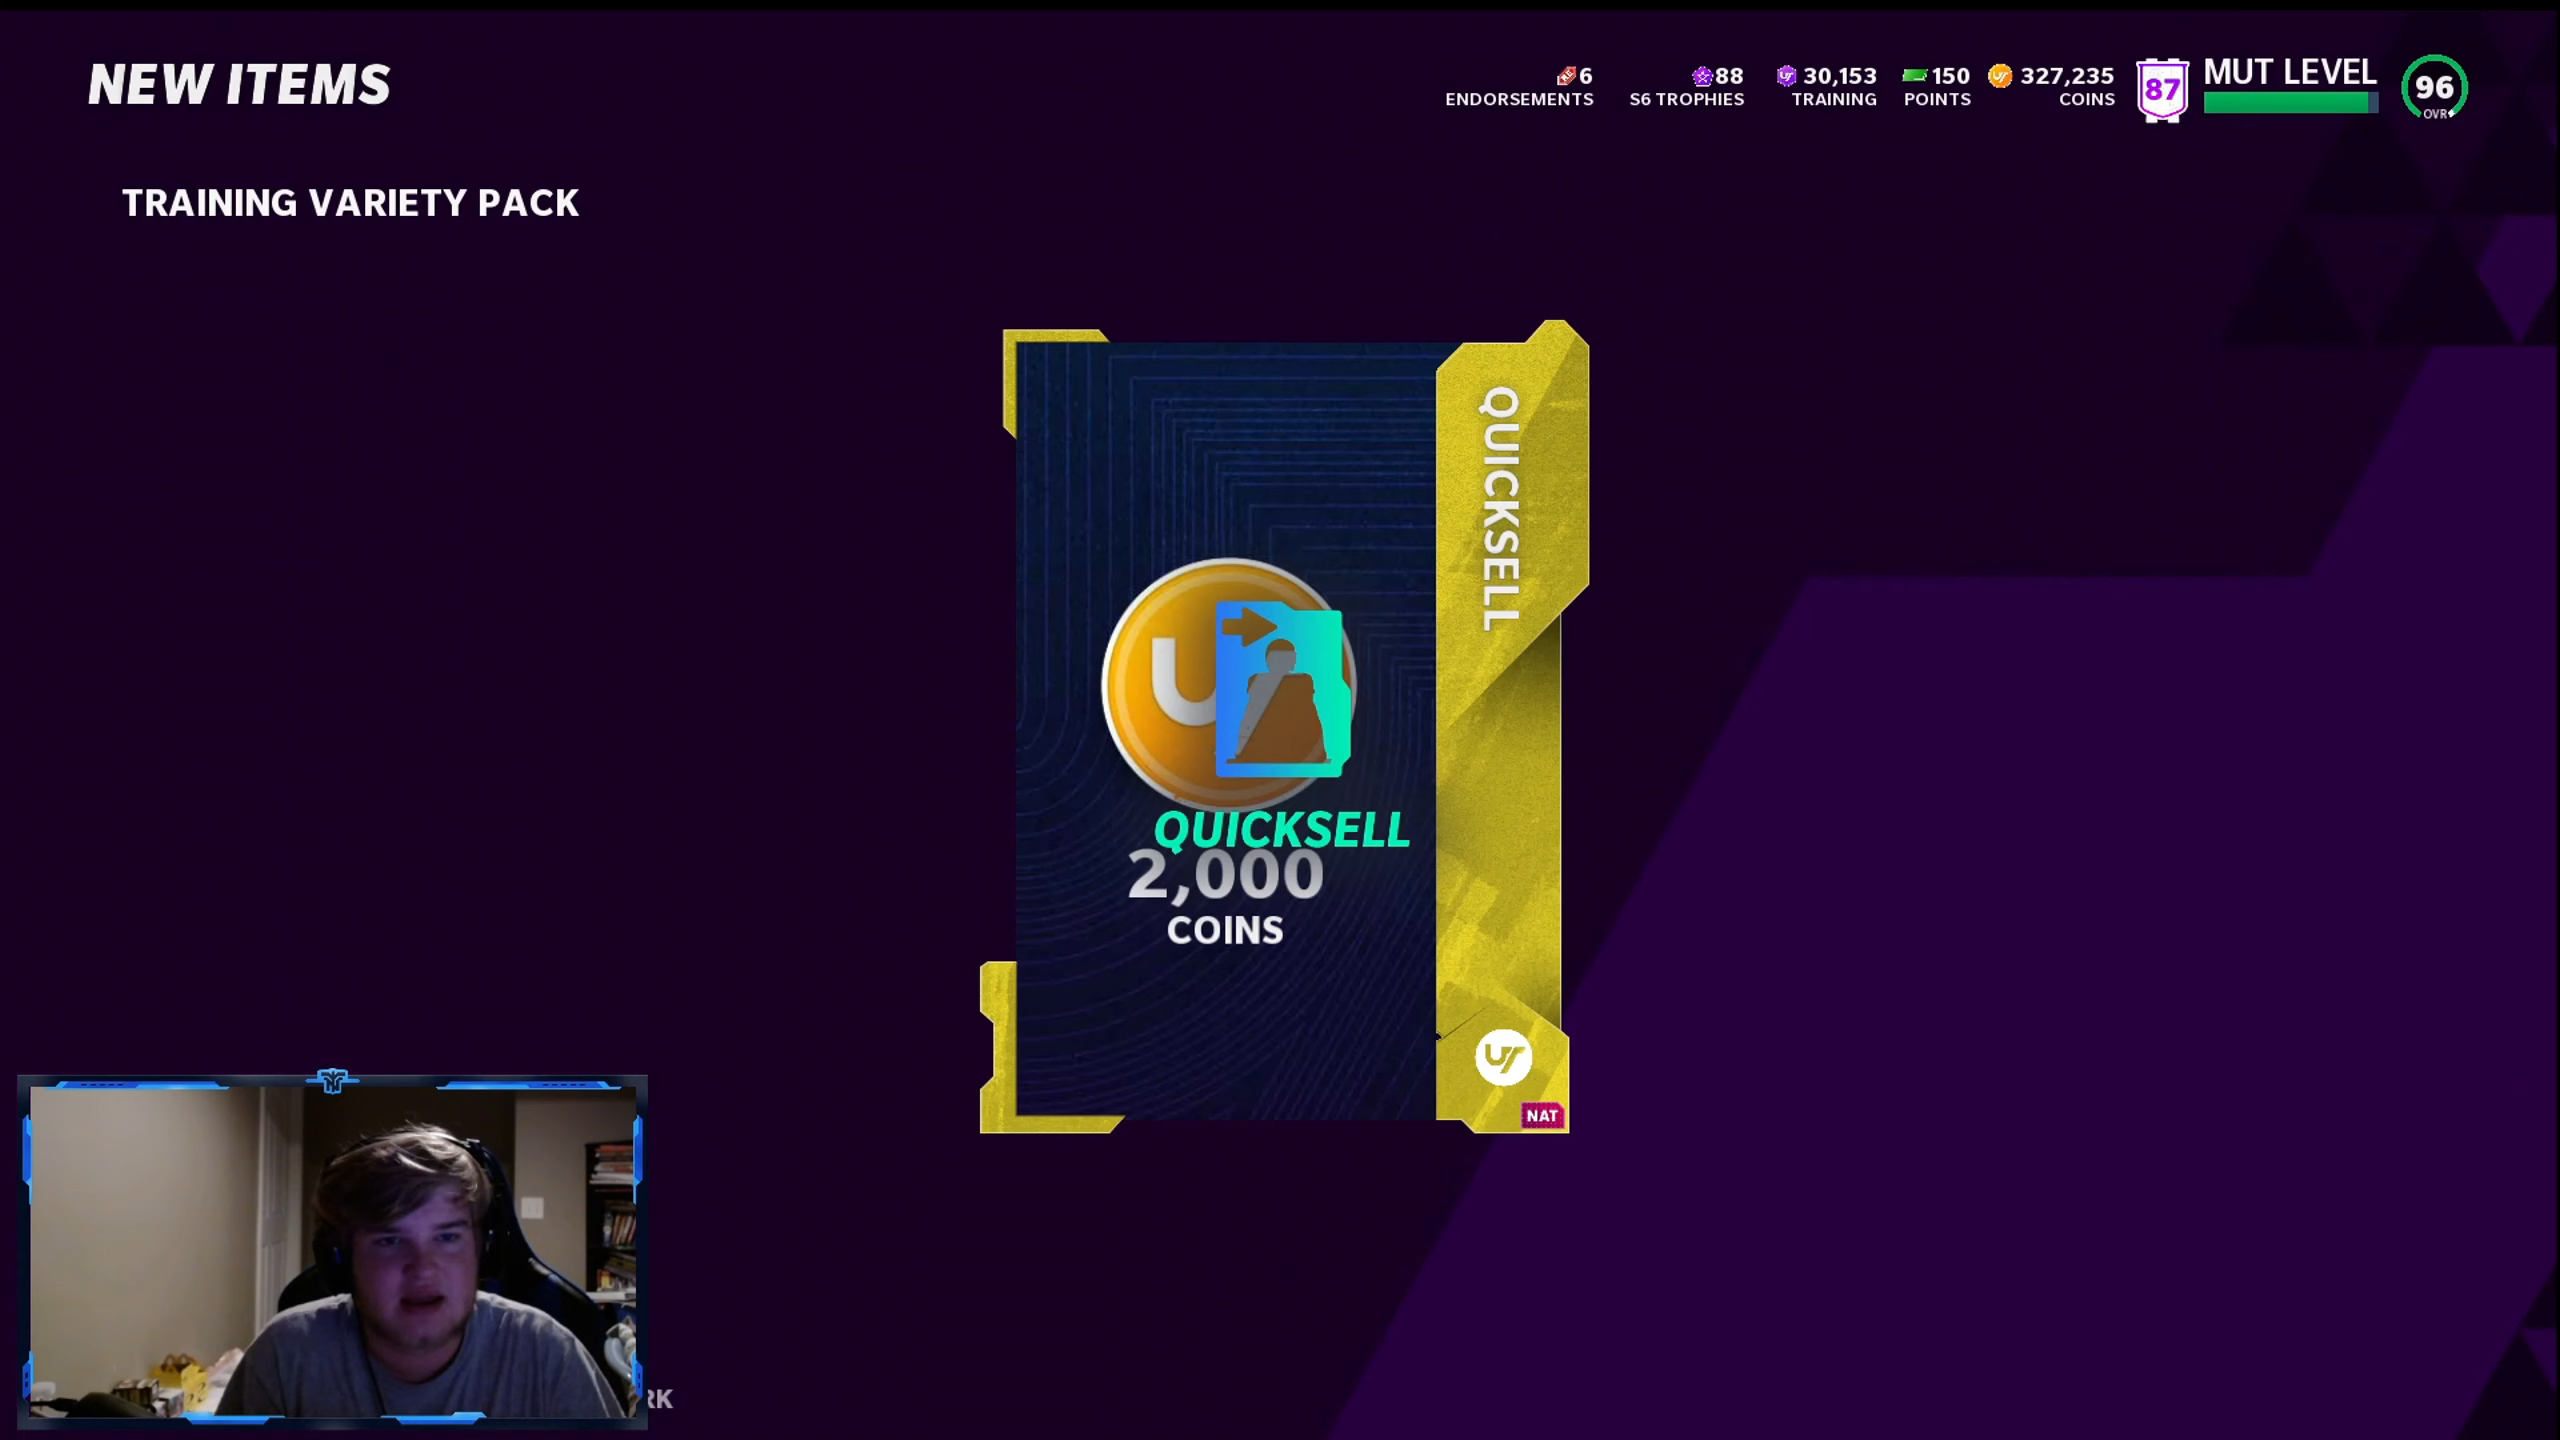 NEW ITEMS
6
ENDORSEMENTS
88
S6 TROPHIES
30,153
TRAINING
150
POINTS
327,235
COINS
87
MUT LEVEL
96
OVR
TRAINING VARIETY PACK
QUICKSELL
U
QUICKSELL
2,000
COINS
UT
NAT
RK